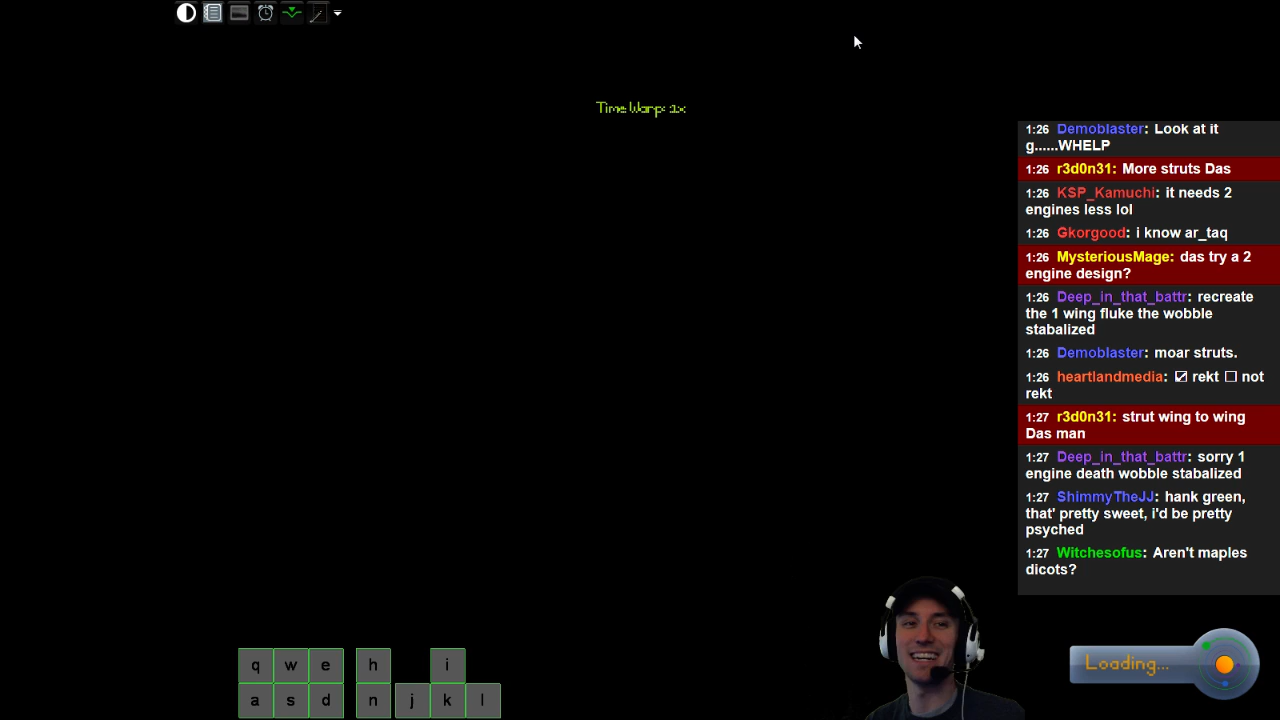 Time Warp: 1x
1:26 Demoblaster: Look at it
g......WHELP
1:26 r3d0n31: More struts Das
1:26 KSP_Kamuchi: it needs 2
engines less lol
1:26 Gkorgood: i know ar_taq
1:26 MysteriousMage: das try a 2
engine design?
1:26 Deep_in_that_battr: recreate
the 1 wing fluke the wobble
stabalized
1:26 Demoblaster: moar struts.
1:26 heartlandmedia: ☑ rekt ☐ not
rekt
1:27 r3d0n31: strut wing to wing
Das man
1:27 Deep_in_that_battr: sorry 1
engine death wobble stabalized
1:27 ShimmyTheJJ: hank green,
that' pretty sweet, i'd be pretty
psyched
1:27 Witchesofus: Aren't maples
dicots?
q w e h i
a s d n j k l
Loading...